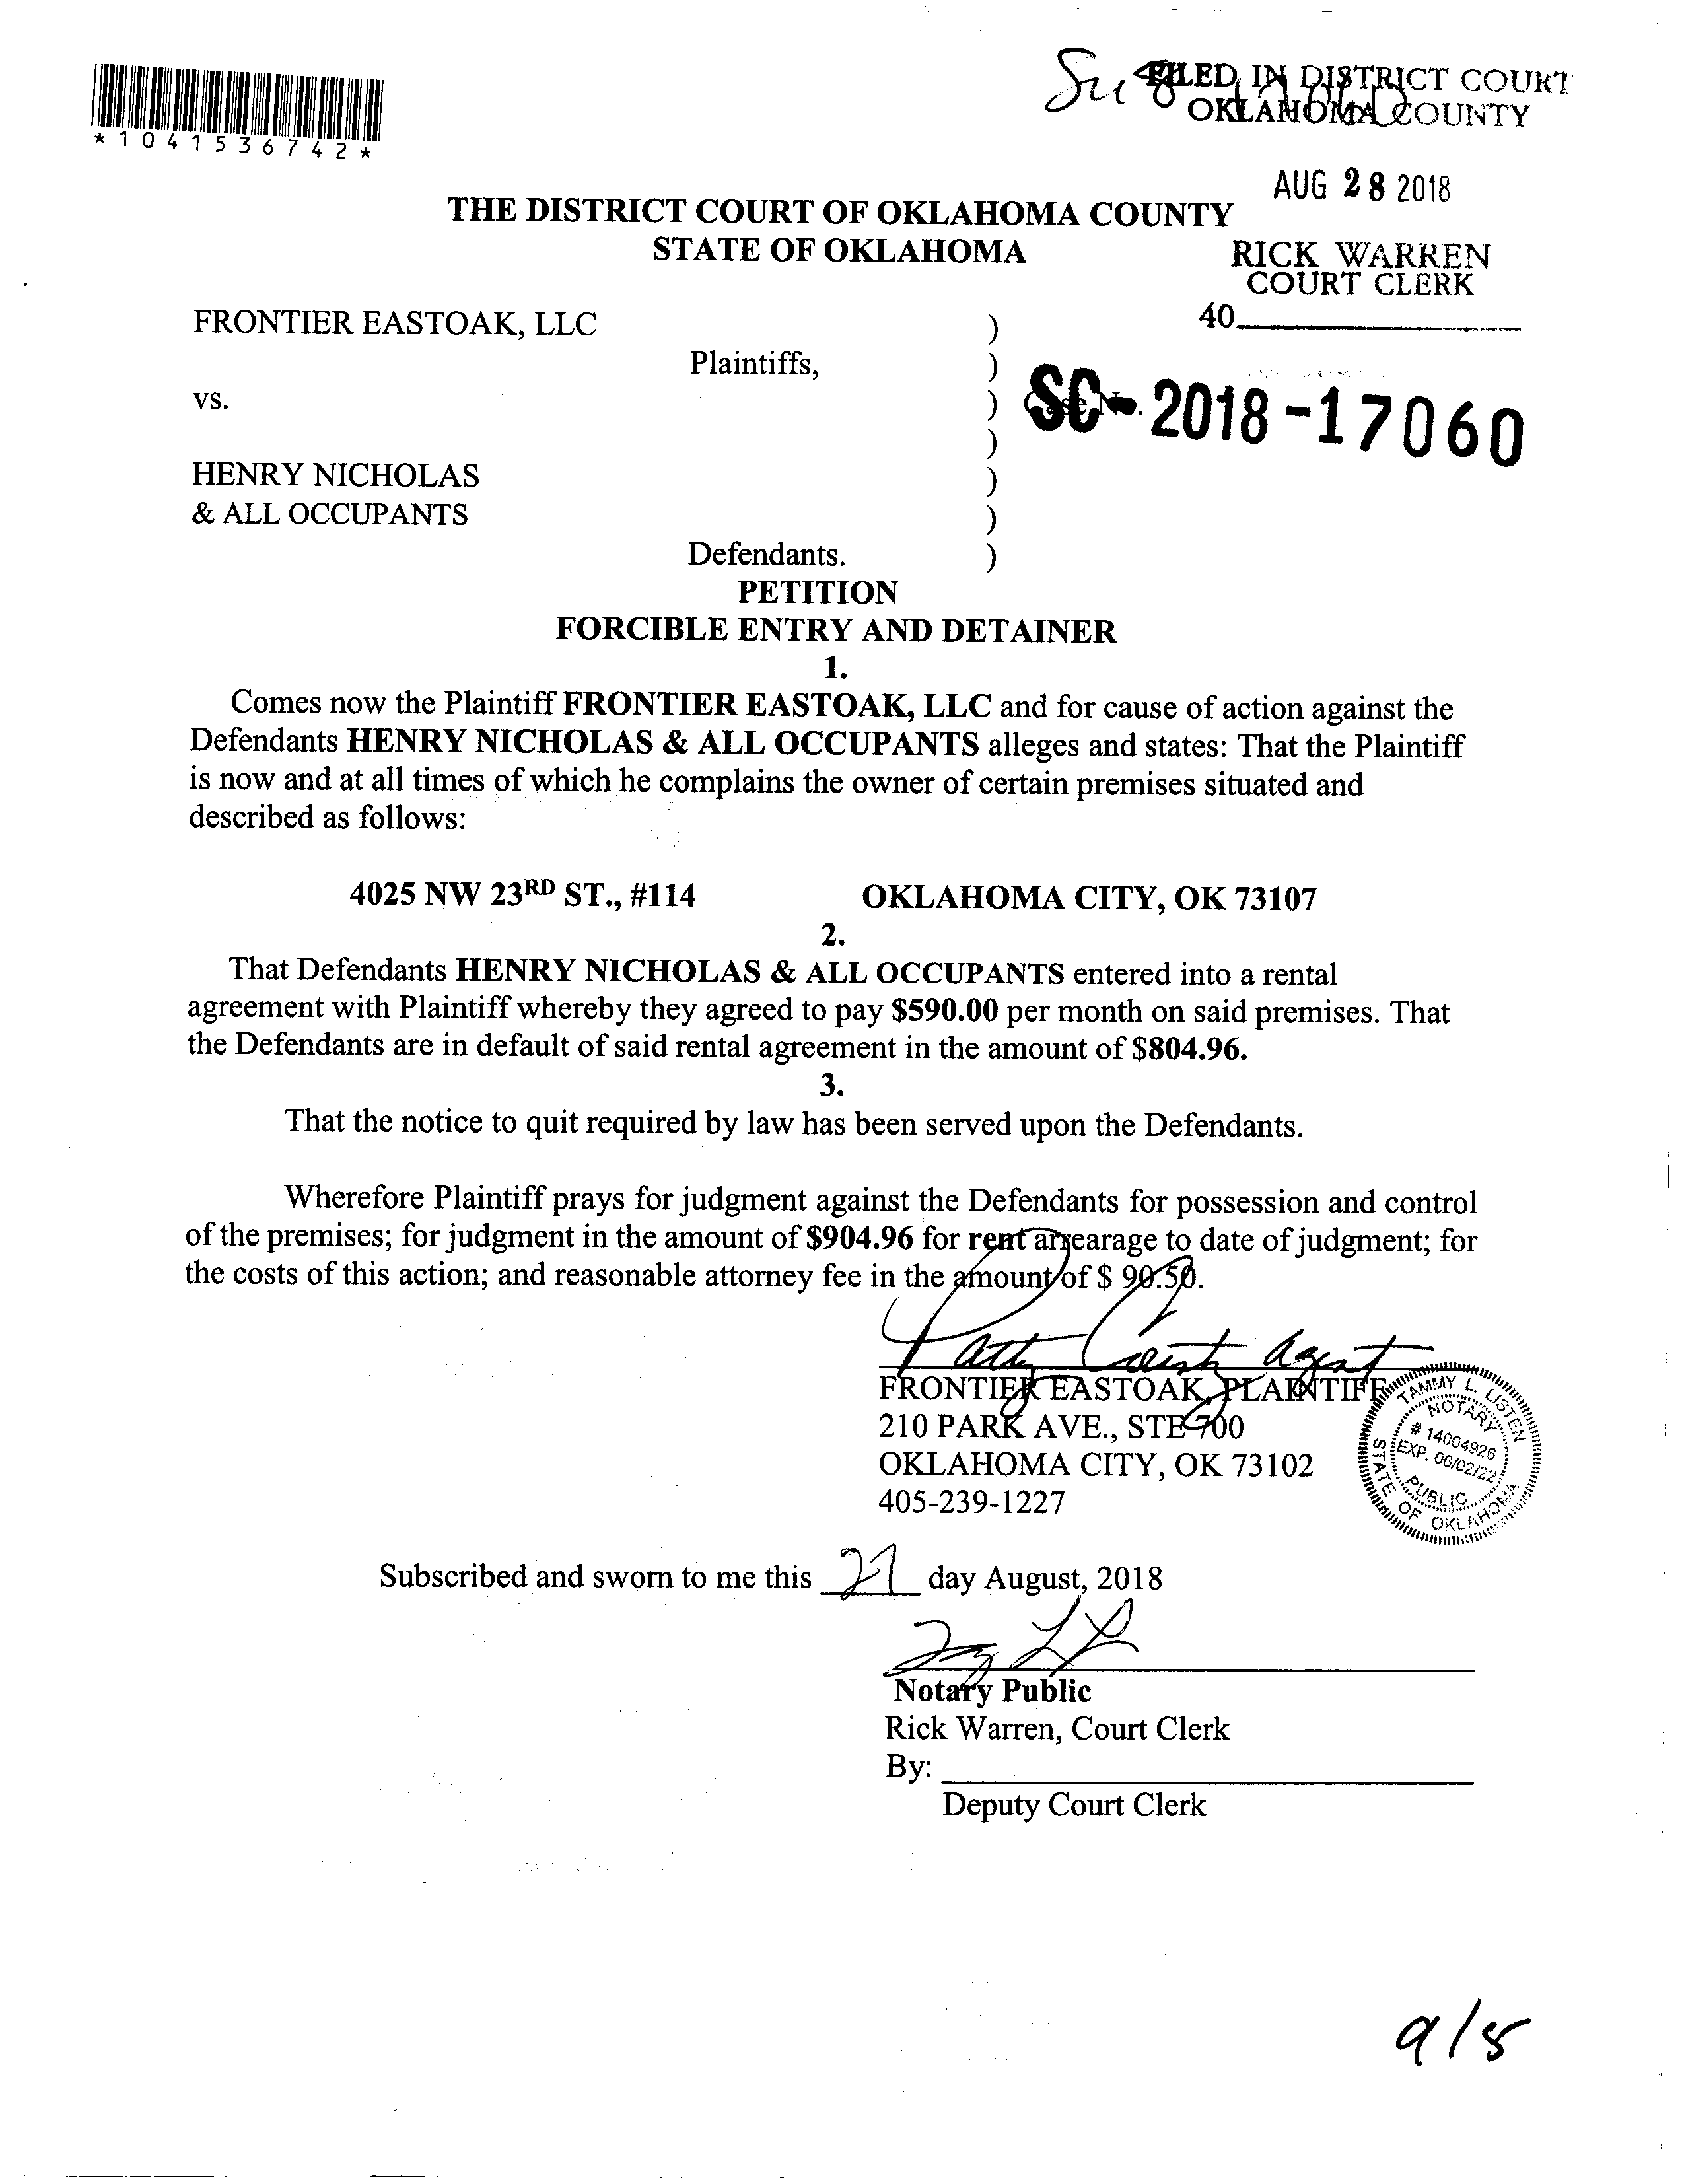 *1041536742*
FILED IN DISTRICT COURT
OKLAHOMA COUNTY
AUG 28 2018
THE DISTRICT COURT OF OKLAHOMA COUNTY
STATE OF OKLAHOMA
RICK WARREN
COURT CLERK
40
FRONTIER EASTOAK, LLC )
Plaintiffs, )
vs. ) Case No. SC-2018-17060
)
HENRY NICHOLAS )
& ALL OCCUPANTS )
Defendants. )
PETITION
FORCIBLE ENTRY AND DETAINER
1.
Comes now the Plaintiff FRONTIER EASTOAK, LLC and for cause of action against the
Defendants HENRY NICHOLAS & ALL OCCUPANTS alleges and states: That the Plaintiff
is now and at all times of which he complains the owner of certain premises situated and
described as follows:
4025 NW 23RD ST., #114 OKLAHOMA CITY, OK 73107
2.
That Defendants HENRY NICHOLAS & ALL OCCUPANTS entered into a rental
agreement with Plaintiff whereby they agreed to pay $590.00 per month on said premises. That
the Defendants are in default of said rental agreement in the amount of $804.96.
3.
That the notice to quit required by law has been served upon the Defendants.
Wherefore Plaintiff prays for judgment against the Defendants for possession and control
of the premises; for judgment in the amount of $904.96 for rent arrearage to date of judgment; for
the costs of this action; and reasonable attorney fee in the amount of $ 90.50.
Patty Agent
FRONTIER EASTOAK, PLAINTIFF
210 PARK AVE., STE 700
OKLAHOMA CITY, OK 73102
405-239-1227
TAMMY L. LISTEN
NOTARY
# 14004926
EXP. 06/02/22
PUBLIC
STATE OF OKLAHOMA
Subscribed and sworn to me this 27 day August, 2018
Notary Public
Rick Warren, Court Clerk
By:
Deputy Court Clerk
9/5